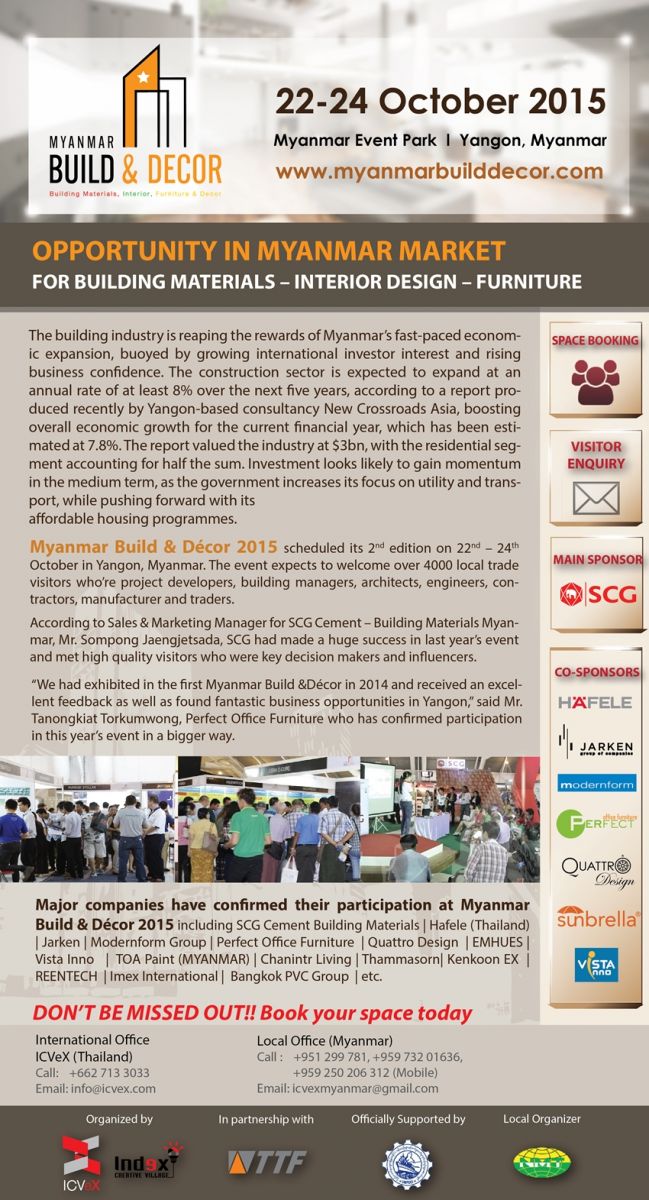 MYANMAR
BUILD & DECOR
Building Materials, Interior, Furniture & Decor
22-24 October 2015
Myanmar Event Park I Yangon, Myanmar
www.myanmarbuilddecor.com
OPPORTUNITY IN MYANMAR MARKET
FOR BUILDING MATERIALS – INTERIOR DESIGN – FURNITURE
The building industry is reaping the rewards of Myanmar's fast-paced econom-
ic expansion, buoyed by growing international investor interest and rising
business confidence. The construction sector is expected to expand at an
annual rate of at least 8% over the next five years, according to a report pro-
duced recently by Yangon-based consultancy New Crossroads Asia, boosting
overall economic growth for the current financial year, which has been esti-
mated at 7.8%. The report valued the industry at $3bn, with the residential seg-
ment accounting for half the sum. Investment looks likely to gain momentum
in the medium term, as the government increases its focus on utility and trans-
port, while pushing forward with its
affordable housing programmes.
Myanmar Build & Décor 2015 scheduled its 2nd edition on 22nd – 24th
October in Yangon, Myanmar. The event expects to welcome over 4000 local trade
visitors who're project developers, building managers, architects, engineers, con-
tractors, manufacturer and traders.
According to Sales & Marketing Manager for SCG Cement – Building Materials Myan-
mar, Mr. Sompong Jaengjetsada, SCG had made a huge success in last year's event
and met high quality visitors who were key decision makers and influencers.
“We had exhibited in the first Myanmar Build &Décor in 2014 and received an excel-
lent feedback as well as found fantastic business opportunities in Yangon,” said Mr.
Tanongkiat Torkumwong, Perfect Office Furniture who has confirmed participation
in this year's event in a bigger way.
SPACE BOOKING
VISITOR
ENQUIRY
MAIN SPONSOR
SCG
CO-SPONSORS
HÄFELE
JARKEN
group of companies
modernform
PERFECT
office furniture
QUATTRO
Design
sunbrella®
VISTA
inno
SCG
Major companies have confirmed their participation at Myanmar
Build & Décor 2015 including SCG Cement Building Materials | Hafele (Thailand)
| Jarken | Modernform Group | Perfect Office Furniture | Quattro Design | EMHUES |
Vista Inno | TOA Paint (MYANMAR) | Chanintr Living | Thammasorn| Kenkoon EX |
REENTECH | Imex International | Bangkok PVC Group | etc.
DON'T BE MISSED OUT!! Book your space today
International Office
ICVeX (Thailand)
Call: +662 713 3033
Email: info@icvex.com
Local Office (Myanmar)
Call : +951 299 781, +959 732 01636,
+959 250 206 312 (Mobile)
Email: icvexmyanmar@gmail.com
Organized by
In partnership with
Officially Supported by
Local Organizer
ICVeX
Index
CREATIVE VILLAGE
TTF
NMT